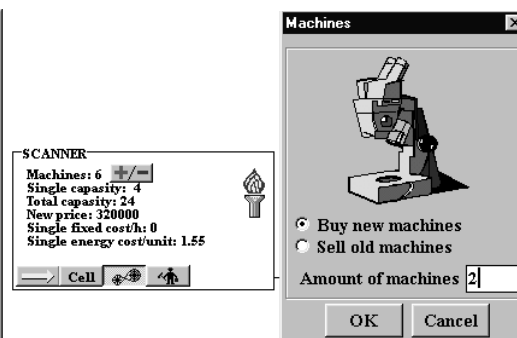 SCANNER
Machines: 6 +/-
Single capasity: 4
Total capasity: 24
New price: 320000
Single fixed cost/h: 0
Single energy cost/unit: 1.55
Cell
Machines
Buy new machines
Sell old machines
Amount of machines 2
OK Cancel